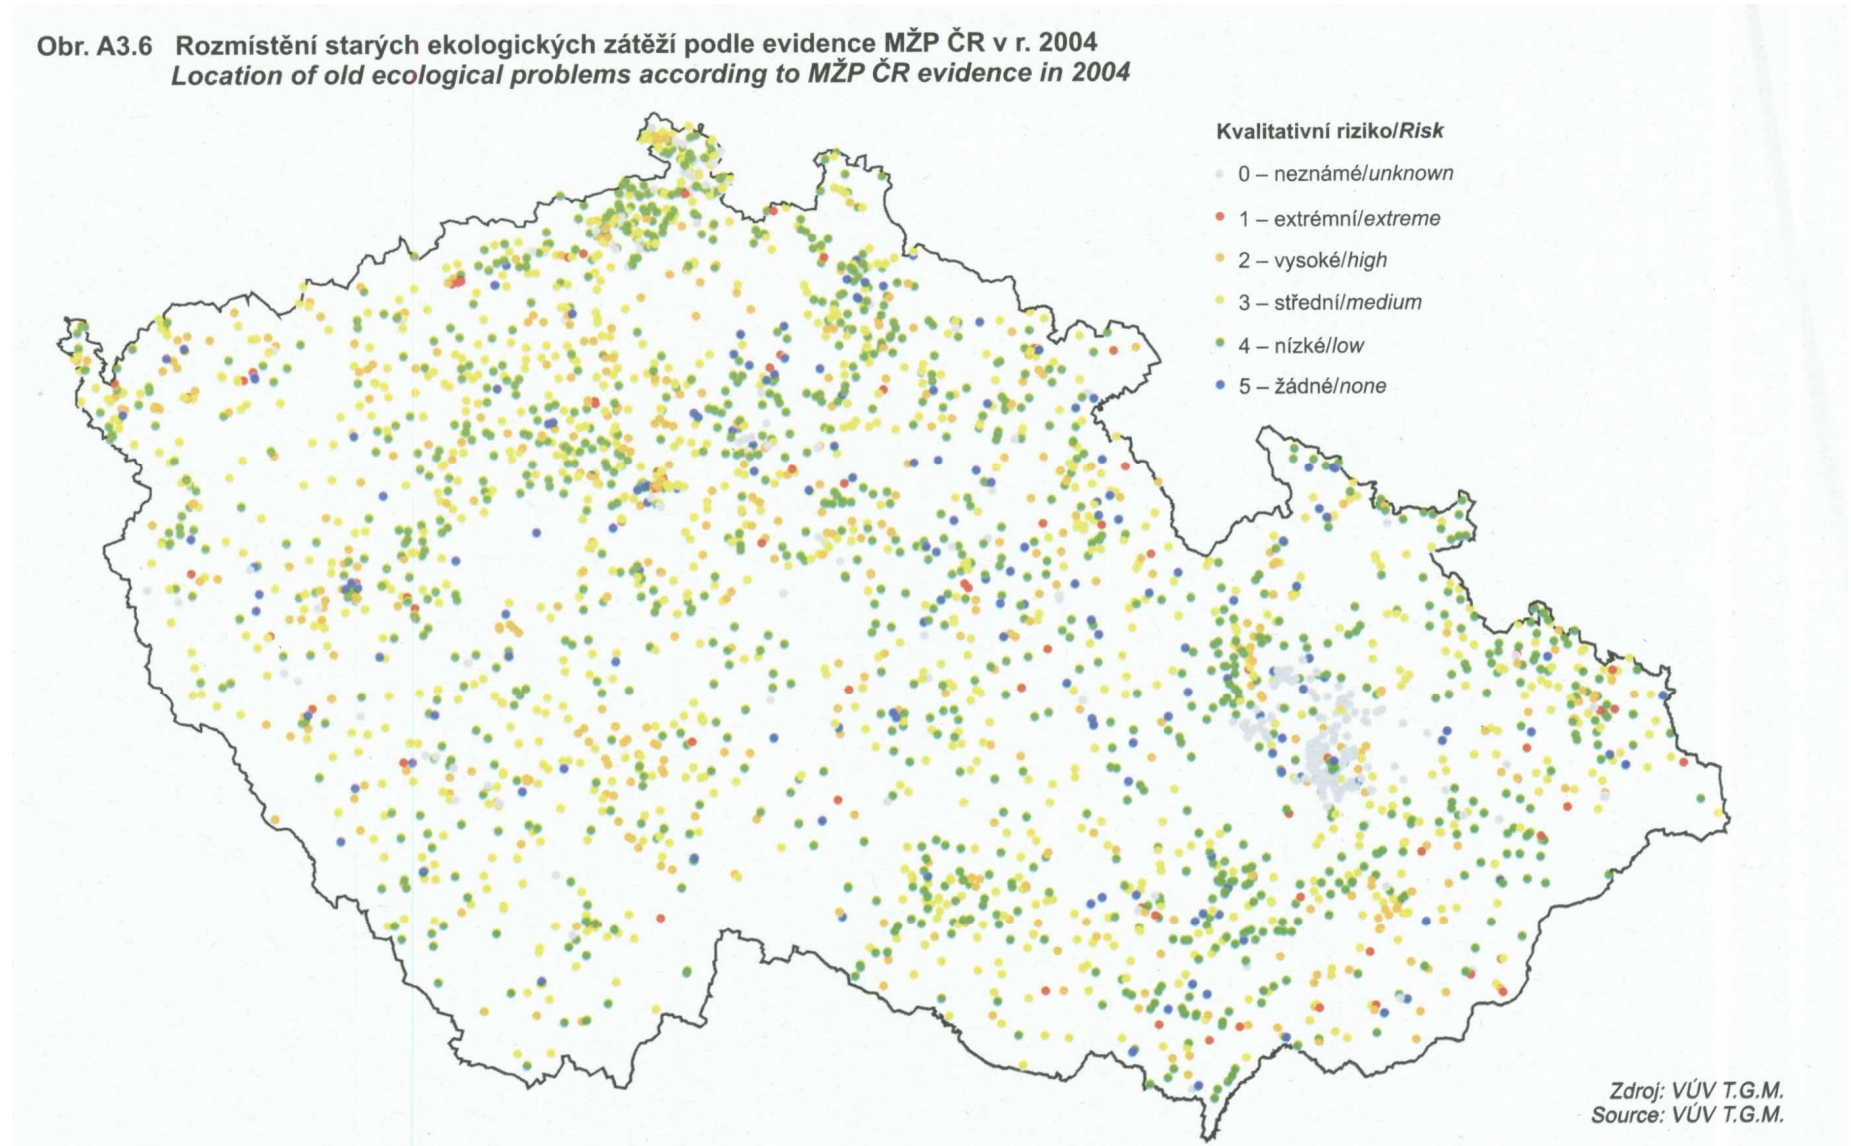 Obr. A3.6 Rozmístění starých ekologických zátěží podle evidence MŽP ČR v r. 2004
Location of old ecological problems according to MŽP ČR evidence in 2004
Kvalitativní riziko/Risk
0 – neznámé/unknown
1 – extrémní/extreme
2 – vysoké/high
3 – střední/medium
4 – nízké/low
5 – žádné/none
Zdroj: VÚV T.G.M.
Source: VÚV T.G.M.